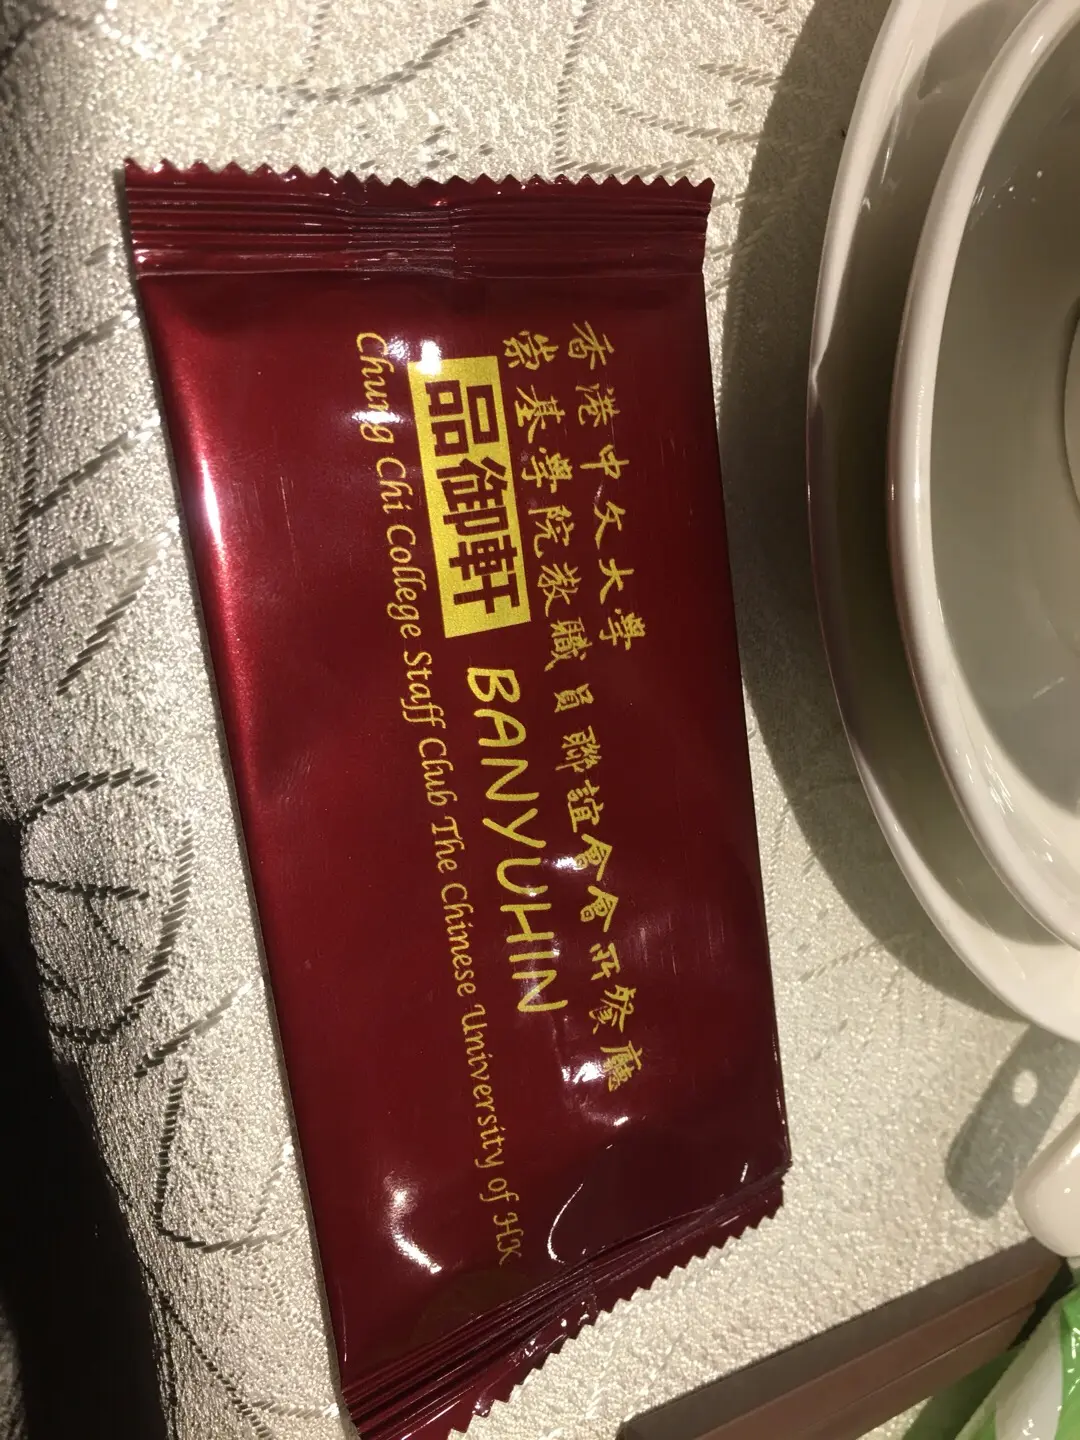 香港中文大學
崇基學院教職員聯誼會會所餐廳
品御軒 BANYUHIN
Chung Chi College Staff Club The Chinese University of HK